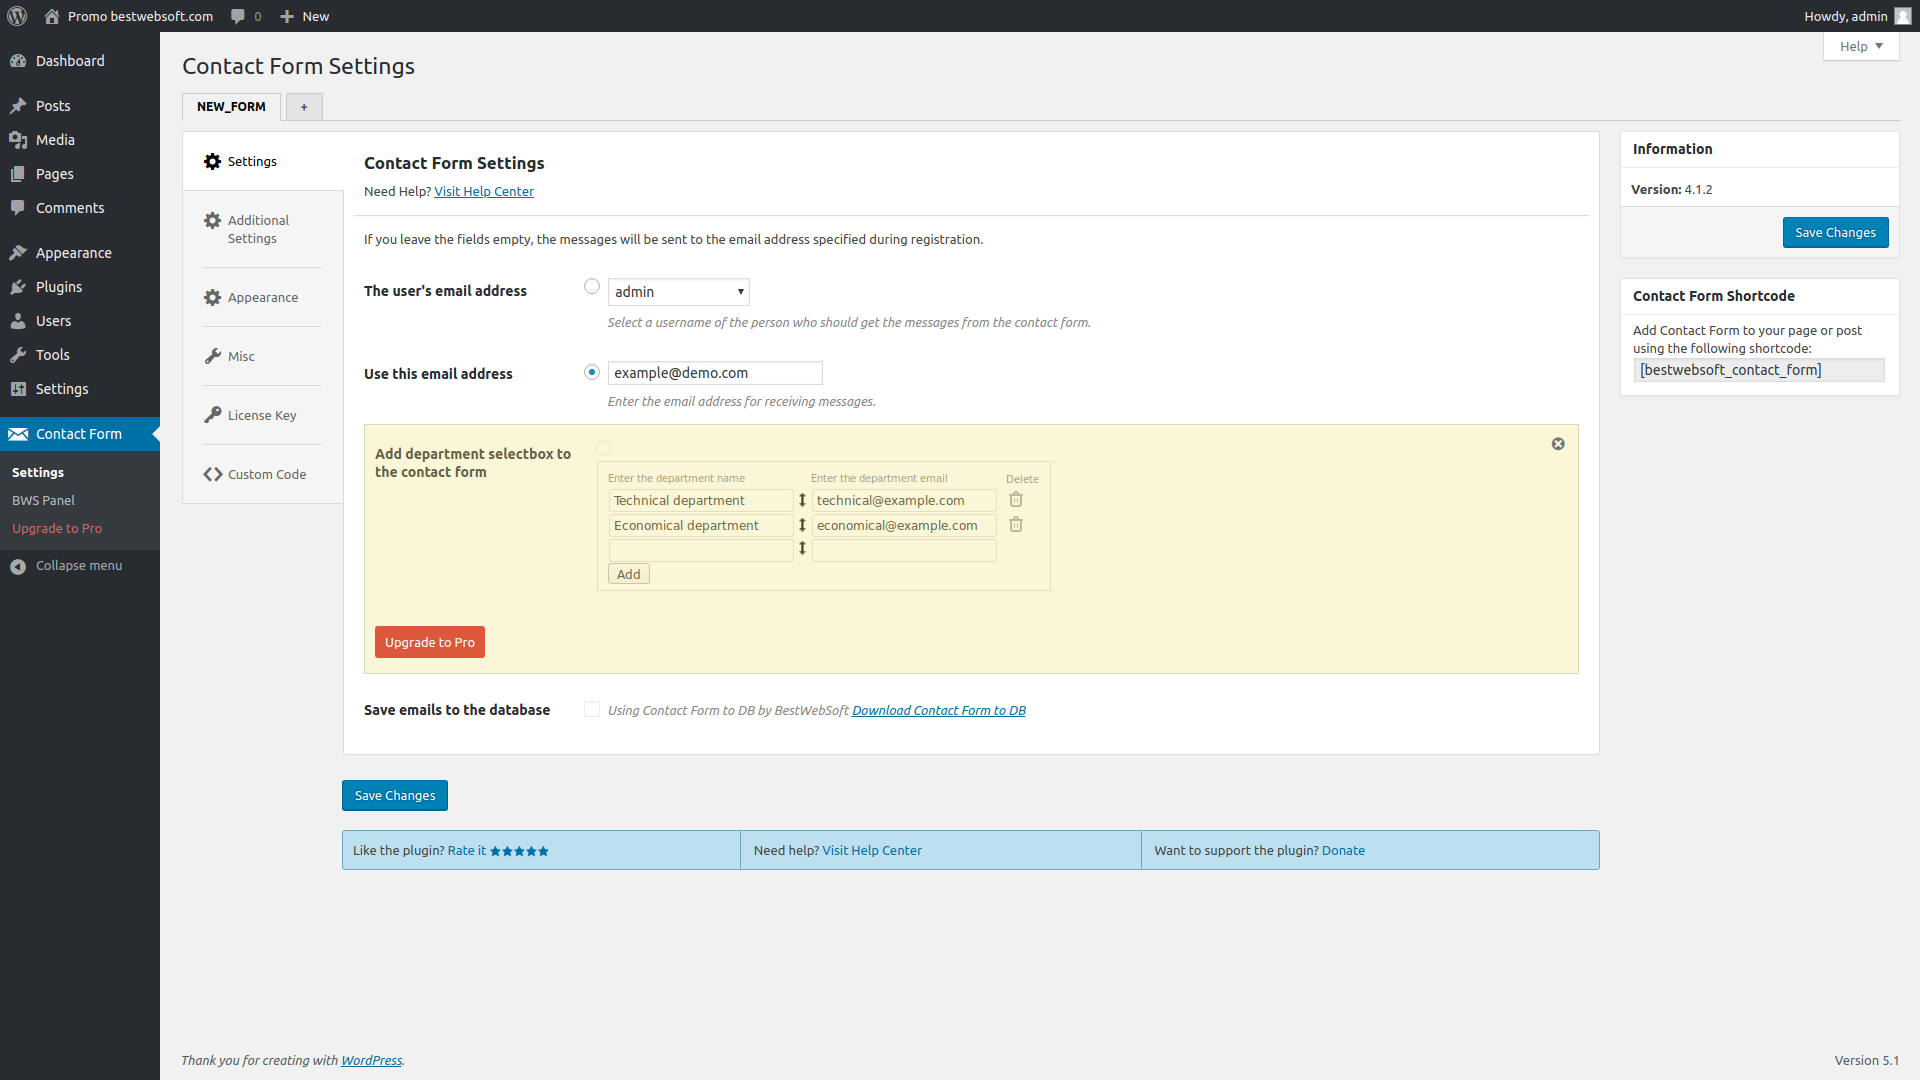 Promo bestwebsoft.com 0 New Howdy, admin
Help
Dashboard
Posts
Media
Pages
Comments
Appearance
Plugins
Users
Tools
Settings
Contact Form
Settings
BWS Panel
Upgrade to Pro
Collapse menu
Contact Form Settings
NEW_FORM +
Settings
Additional
Settings
Appearance
Misc
License Key
Custom Code
Contact Form Settings
Need Help? Visit Help Center
If you leave the fields empty, the messages will be sent to the email address specified during registration.
The user's email address admin
Select a username of the person who should get the messages from the contact form.
Use this email address example@demo.com
Enter the email address for receiving messages.
Add department selectbox to
the contact form
Enter the department name Enter the department email Delete
Technical department technical@example.com
Economical department economical@example.com
Add
Upgrade to Pro
Save emails to the database Using Contact Form to DB by BestWebSoft Download Contact Form to DB
Save Changes
Like the plugin? Rate it Need help? Visit Help Center Want to support the plugin? Donate
Information
Version: 4.1.2
Save Changes
Contact Form Shortcode
Add Contact Form to your page or post
using the following shortcode:
[bestwebsoft_contact_form]
Thank you for creating with WordPress. Version 5.1